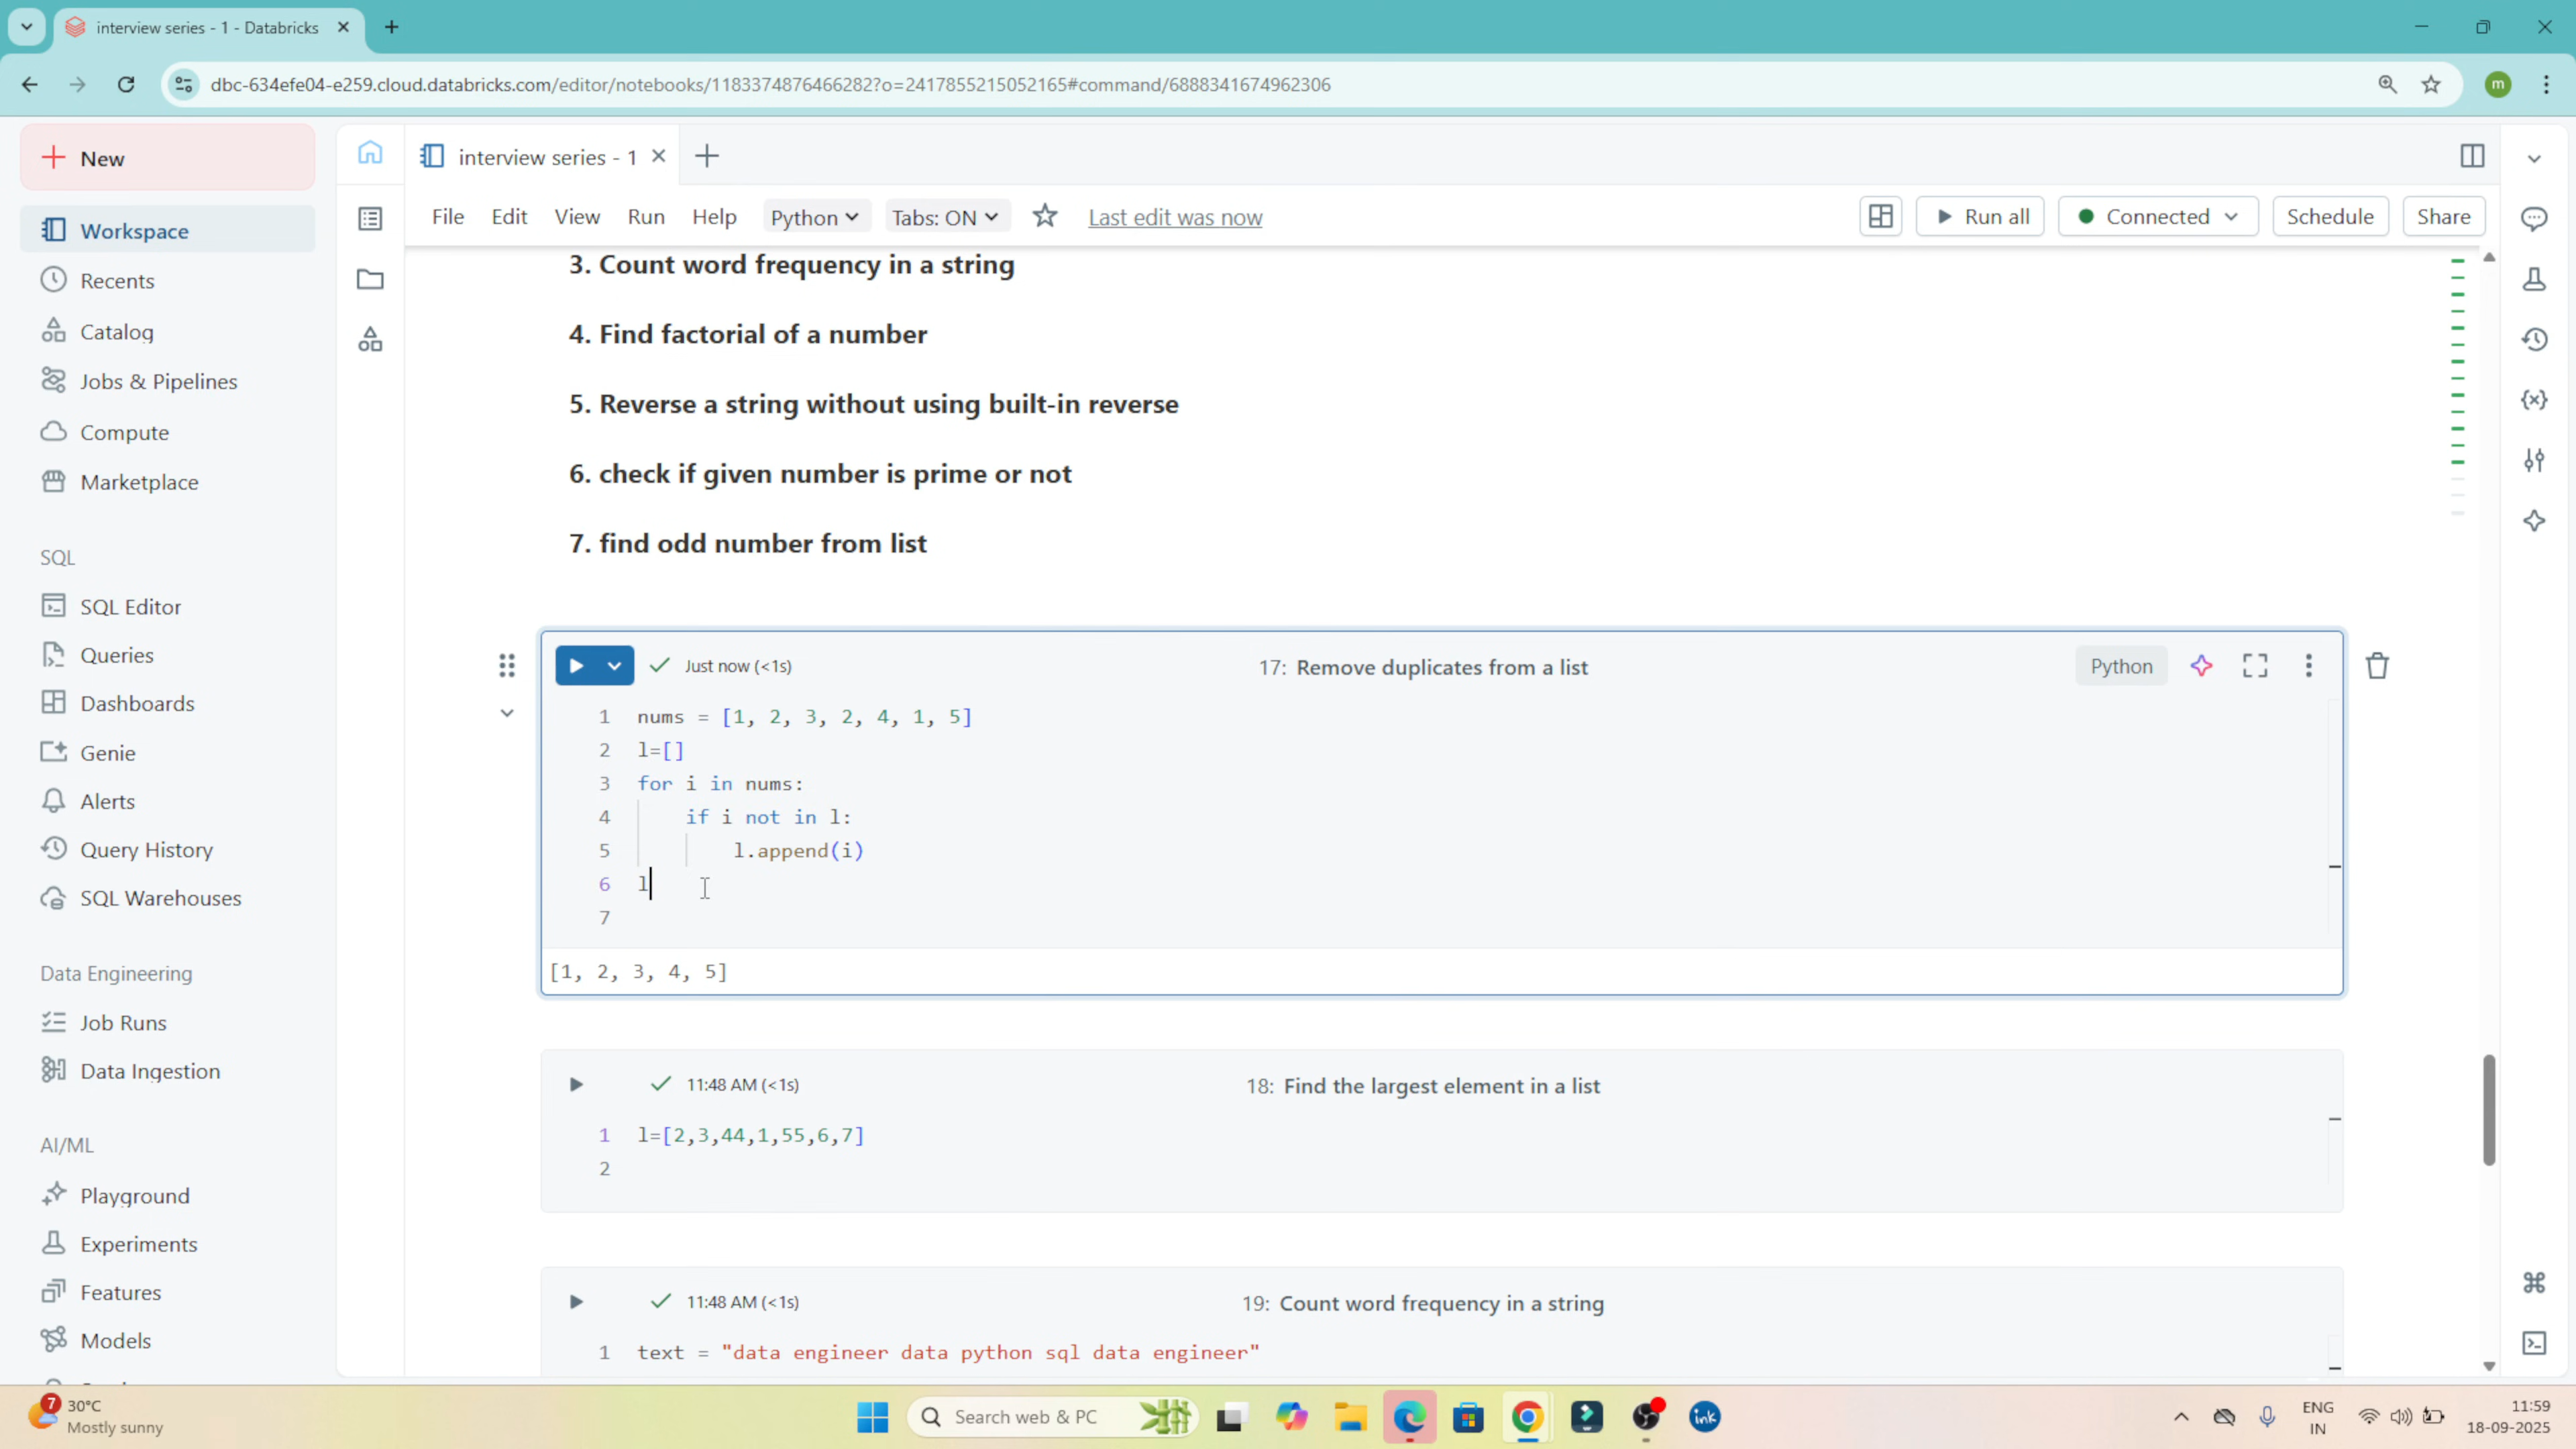 interview series - 1 - Databricks
dbc-634efe04-e259.cloud.databricks.com/editor/notebooks/1183374876466282?o=2417855215052165#command/6888341674962306
m
New
Workspace
Recents
Catalog
Jobs & Pipelines
Compute
Marketplace
SQL
SQL Editor
Queries
Dashboards
Genie
Alerts
Query History
SQL Warehouses
Data Engineering
Job Runs
Data Ingestion
AI/ML
Playground
Experiments
Features
Models
interview series - 1
File Edit View Run Help Python Tabs: ON Last edit was now
Run all Connected Schedule Share
3. Count word frequency in a string
4. Find factorial of a number
5. Reverse a string without using built-in reverse
6. check if given number is prime or not
7. find odd number from list
Just now (<1s) 17: Remove duplicates from a list Python
1 nums = [1, 2, 3, 2, 4, 1, 5]
2 l=[]
3 for i in nums:
4 if i not in l:
5 l.append(i)
6 l
7
[1, 2, 3, 4, 5]
11:48 AM (<1s) 18: Find the largest element in a list
1 l=[2,3,44,1,55,6,7]
2
11:48 AM (<1s) 19: Count word frequency in a string
1 text = "data engineer data python sql data engineer"
7
30°C
Mostly sunny
Search web & PC
ink
ENG
IN
11:59
18-09-2025